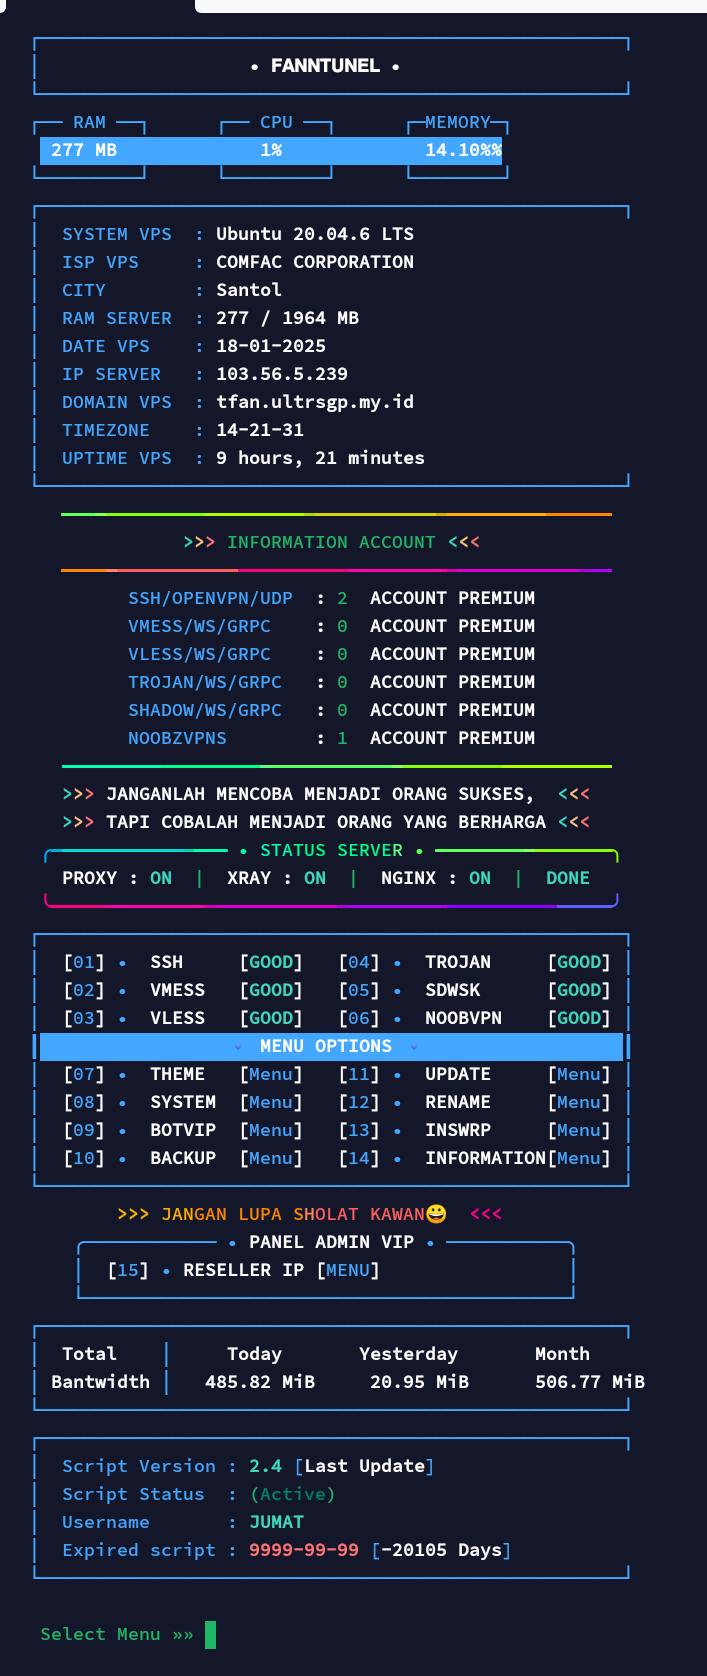 • FANNTUNEL •
RAM CPU MEMORY
277 MB 1% 14.10%%
SYSTEM VPS : Ubuntu 20.04.6 LTS
ISP VPS : COMFAC CORPORATION
CITY : Santol
RAM SERVER : 277 / 1964 MB
DATE VPS : 18-01-2025
IP SERVER : 103.56.5.239
DOMAIN VPS : tfan.ultrsgp.my.id
TIMEZONE : 14-21-31
UPTIME VPS : 9 hours, 21 minutes
>>> INFORMATION ACCOUNT <<<
SSH/OPENVPN/UDP : 2 ACCOUNT PREMIUM
VMESS/WS/GRPC : 0 ACCOUNT PREMIUM
VLESS/WS/GRPC : 0 ACCOUNT PREMIUM
TROJAN/WS/GRPC : 0 ACCOUNT PREMIUM
SHADOW/WS/GRPC : 0 ACCOUNT PREMIUM
NOOBZVPNS : 1 ACCOUNT PREMIUM
>>> JANGANLAH MENCOBA MENJADI ORANG SUKSES, <<<
>>> TAPI COBALAH MENJADI ORANG YANG BERHARGA <<<
• STATUS SERVER •
PROXY : ON | XRAY : ON | NGINX : ON | DONE
[01] • SSH [GOOD] [04] • TROJAN [GOOD]
[02] • VMESS [GOOD] [05] • SDWSK [GOOD]
[03] • VLESS [GOOD] [06] • NOOBVPN [GOOD]
MENU OPTIONS
[07] • THEME [Menu] [11] • UPDATE [Menu]
[08] • SYSTEM [Menu] [12] • RENAME [Menu]
[09] • BOTVIP [Menu] [13] • INSWRP [Menu]
[10] • BACKUP [Menu] [14] • INFORMATION[Menu]
>>> JANGAN LUPA SHOLAT KAWAN😀 <<<
• PANEL ADMIN VIP •
[15] • RESELLER IP [MENU]
Total | Today Yesterday Month
Bantwidth | 485.82 MiB 20.95 MiB 506.77 MiB
Script Version : 2.4 [Last Update]
Script Status : (Active)
Username : JUMAT
Expired script : 9999-99-99 [-20105 Days]
Select Menu »»